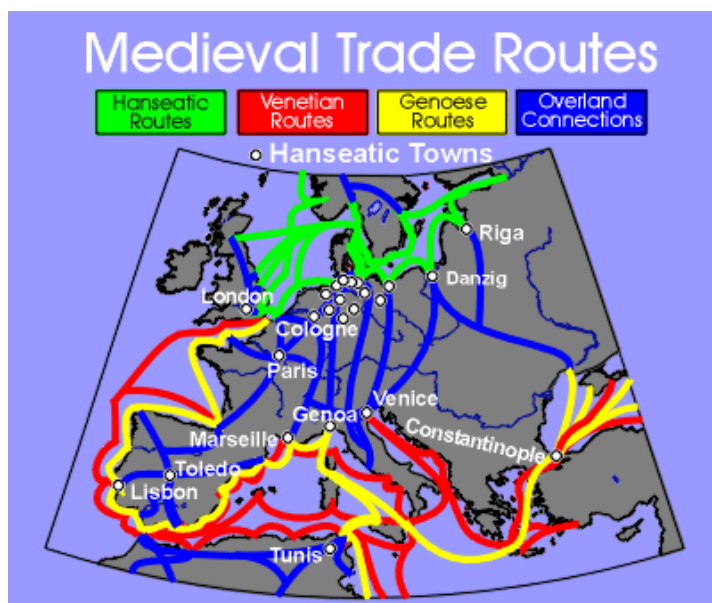 Medieval Trade Routes
Hanseatic Routes
Venetian Routes
Genoese Routes
Overland Connections
Hanseatic Towns
Riga
Danzig
London
Cologne
Paris
Venice
Genoa
Marseille
Constantinople
Toledo
Lisbon
Tunis